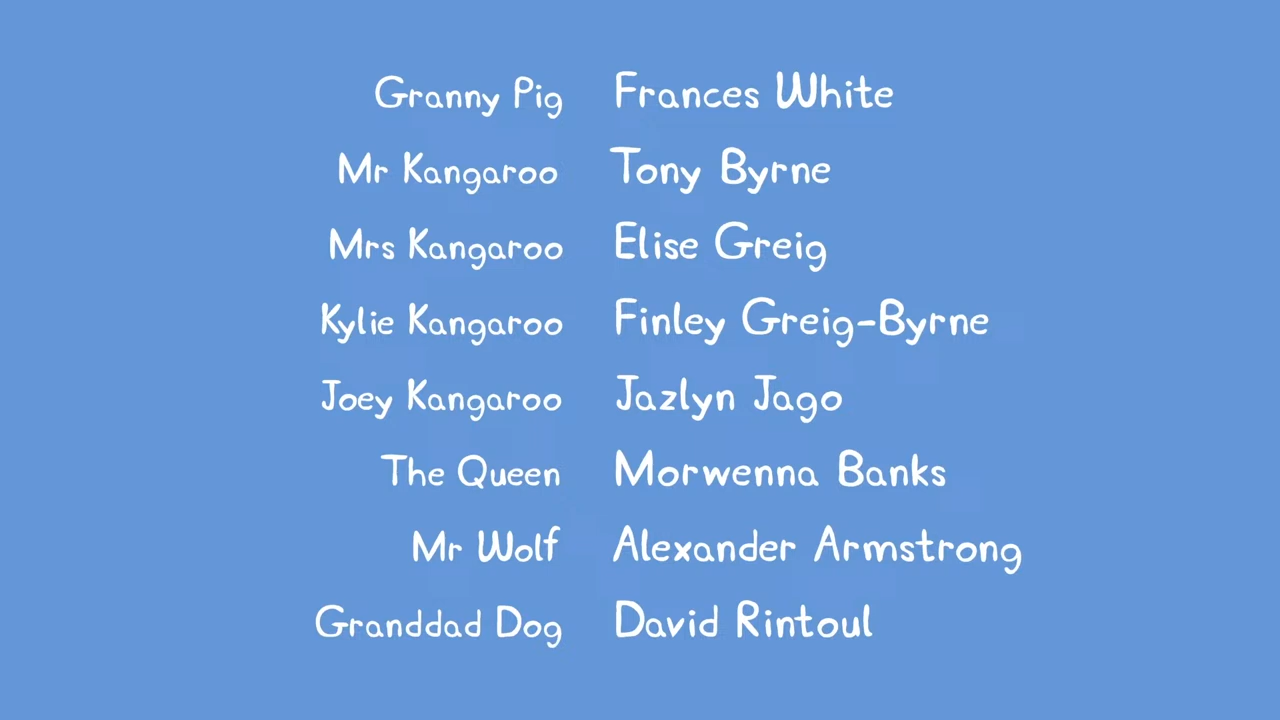 Granny Pig Frances White
Mr Kangaroo Tony Byrne
Mrs Kangaroo Elise Greig
Kylie Kangaroo Finley Greig-Byrne
Joey Kangaroo Jazlyn Jago
The Queen Morwenna Banks
Mr Wolf Alexander Armstrong
Granddad Dog David Rintoul